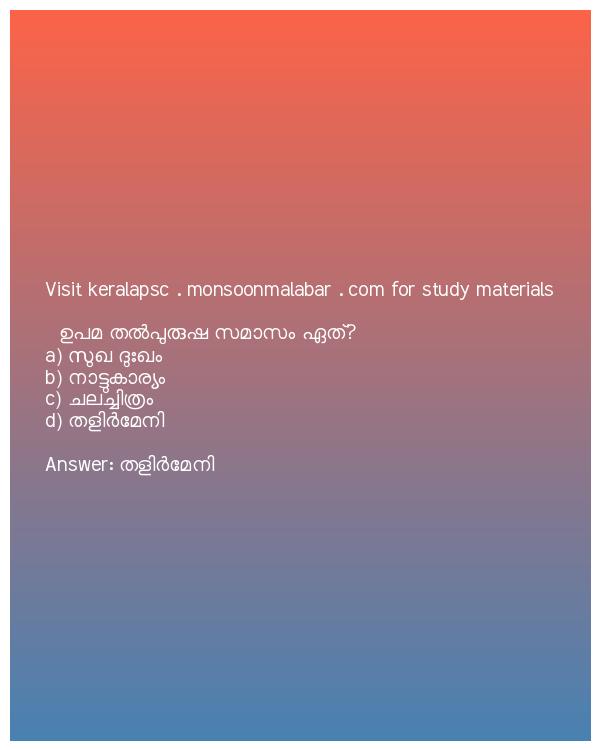 Visit keralapsc . monsoonmalabar . com for study materials
ഉപമ തൽപുരുഷ സമാസം ഏത്?
a) സുഖ ദുഃഖം
b) നാട്ടുകാര്യം
c) ചലച്ചിത്രം
d) തളിർമേനി
Answer: തളിർമേനി